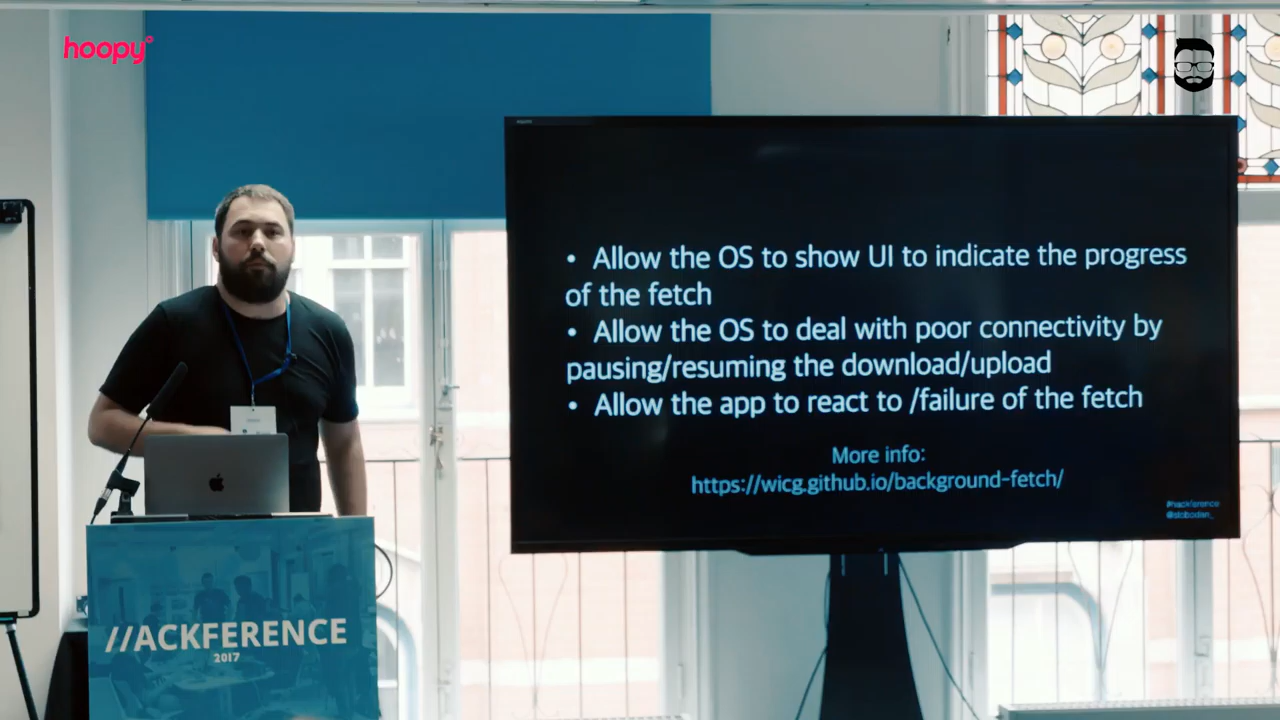 hoopy
• Allow the OS to show UI to indicate the progress
of the fetch
• Allow the OS to deal with poor connectivity by
pausing/resuming the download/upload
• Allow the app to react to /failure of the fetch
More info:
https://wicg.github.io/background-fetch/
#hackference
@slobodan_
//ACKFERENCE
2017